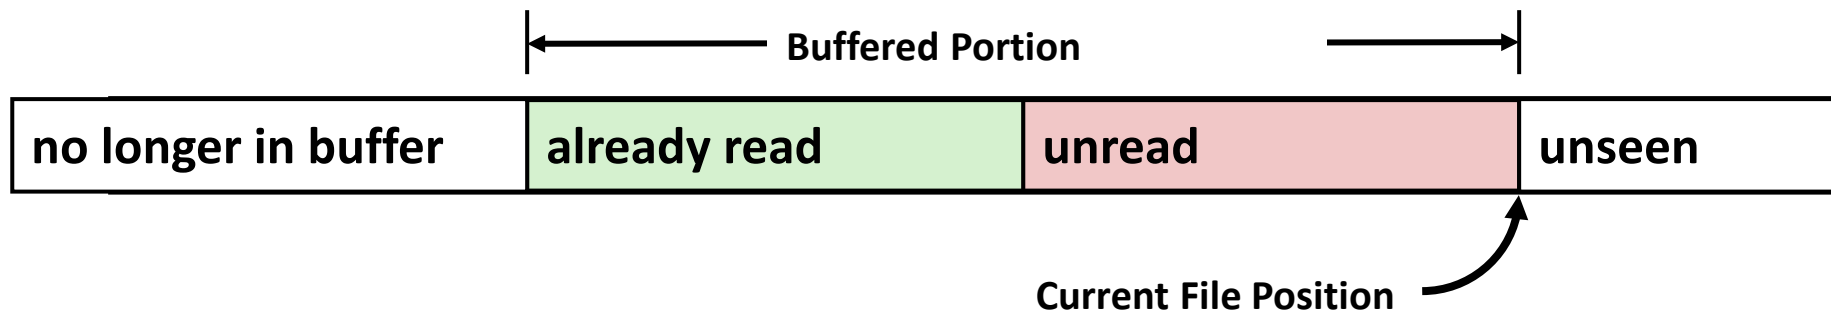 Buffered Portion
no longer in buffer
already read
unread
unseen
Current File Position